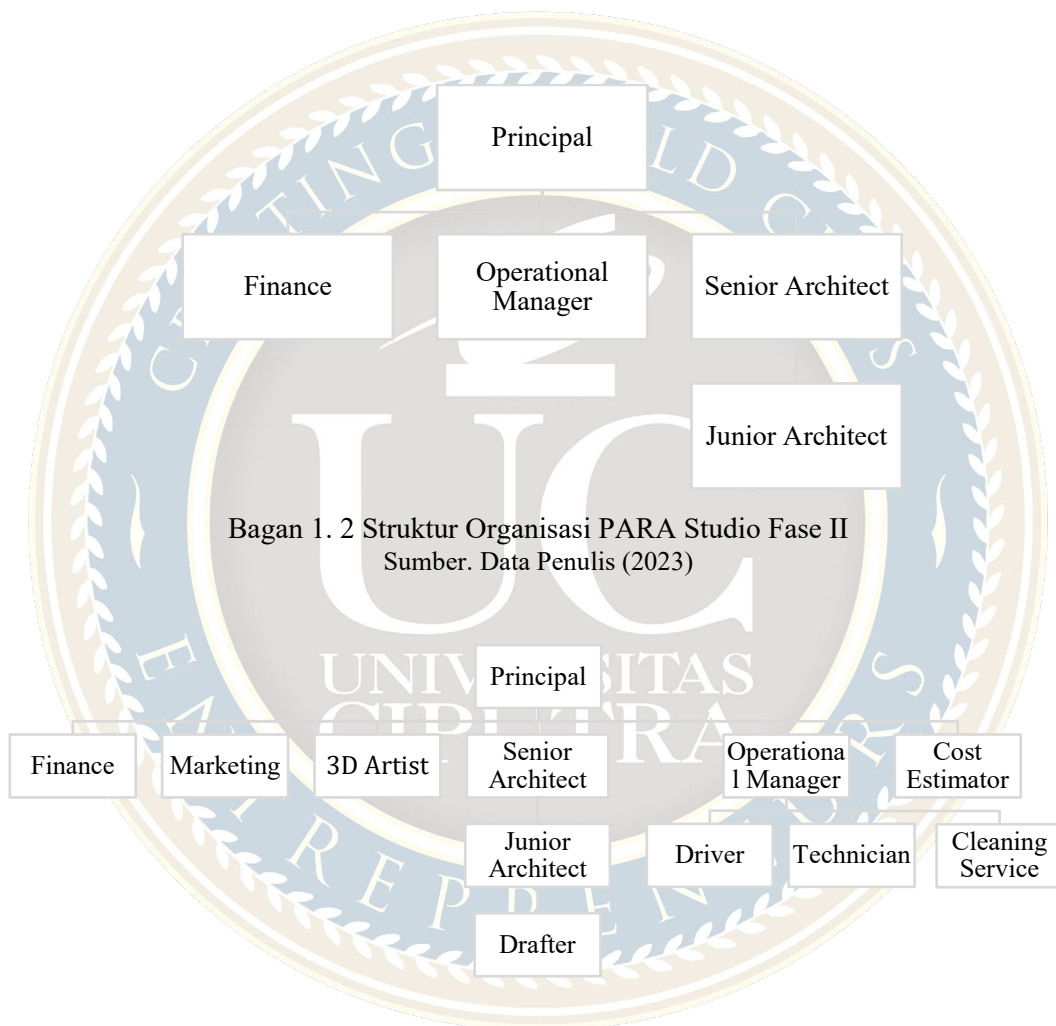 Principal
Finance
Operational
Manager
Senior Architect
Junior Architect
Bagan 1. 2 Struktur Organisasi PARA Studio Fase II
Sumber. Data Penulis (2023)
UC
UNIVERSITAS
CIPUTRA
Principal
Finance
Marketing
3D Artist
Senior
Architect
Operationa
l Manager
Cost
Estimator
Junior
Architect
Driver
Technician
Cleaning
Service
Drafter